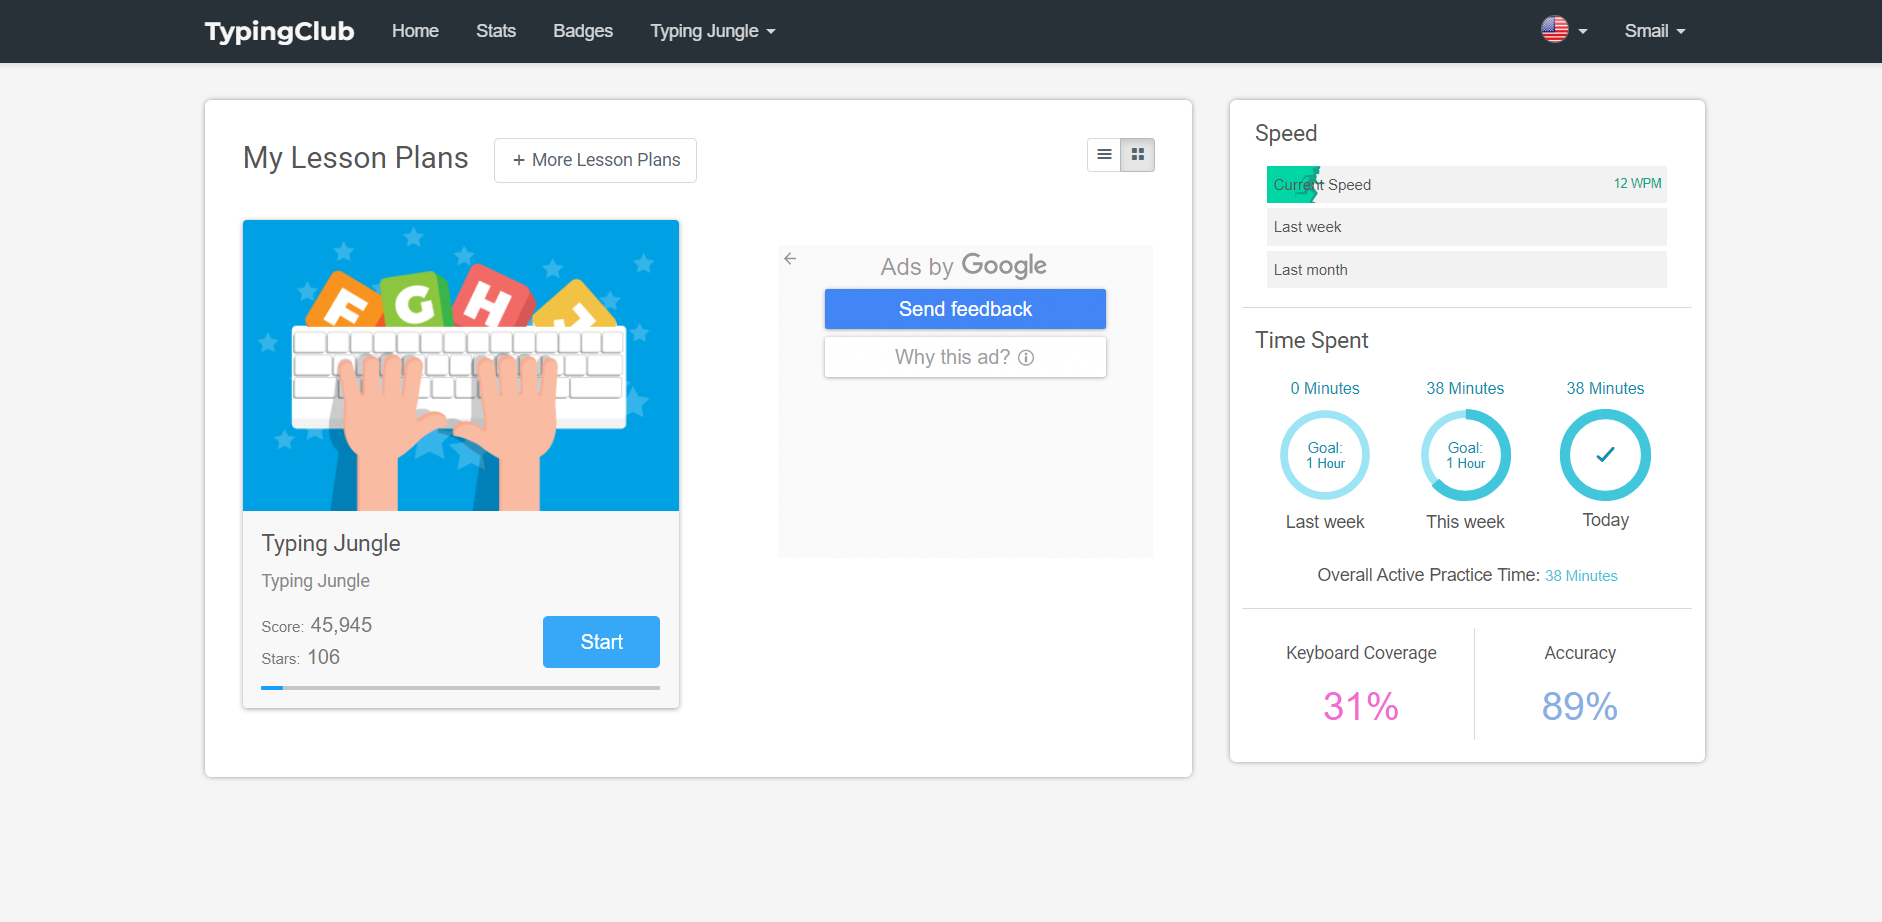 TypingClub Home Stats Badges Typing Jungle Smail
My Lesson Plans
+ More Lesson Plans
F G H J
Typing Jungle
Typing Jungle
Score: 45,945
Stars: 106
Start
Ads by Google
Send feedback
Why this ad?
Speed
Current Speed 12 WPM
Last week
Last month
Time Spent
0 Minutes 38 Minutes 38 Minutes
Goal: Goal:
1 Hour 1 Hour
Last week This week Today
Overall Active Practice Time: 38 Minutes
Keyboard Coverage Accuracy
31% 89%